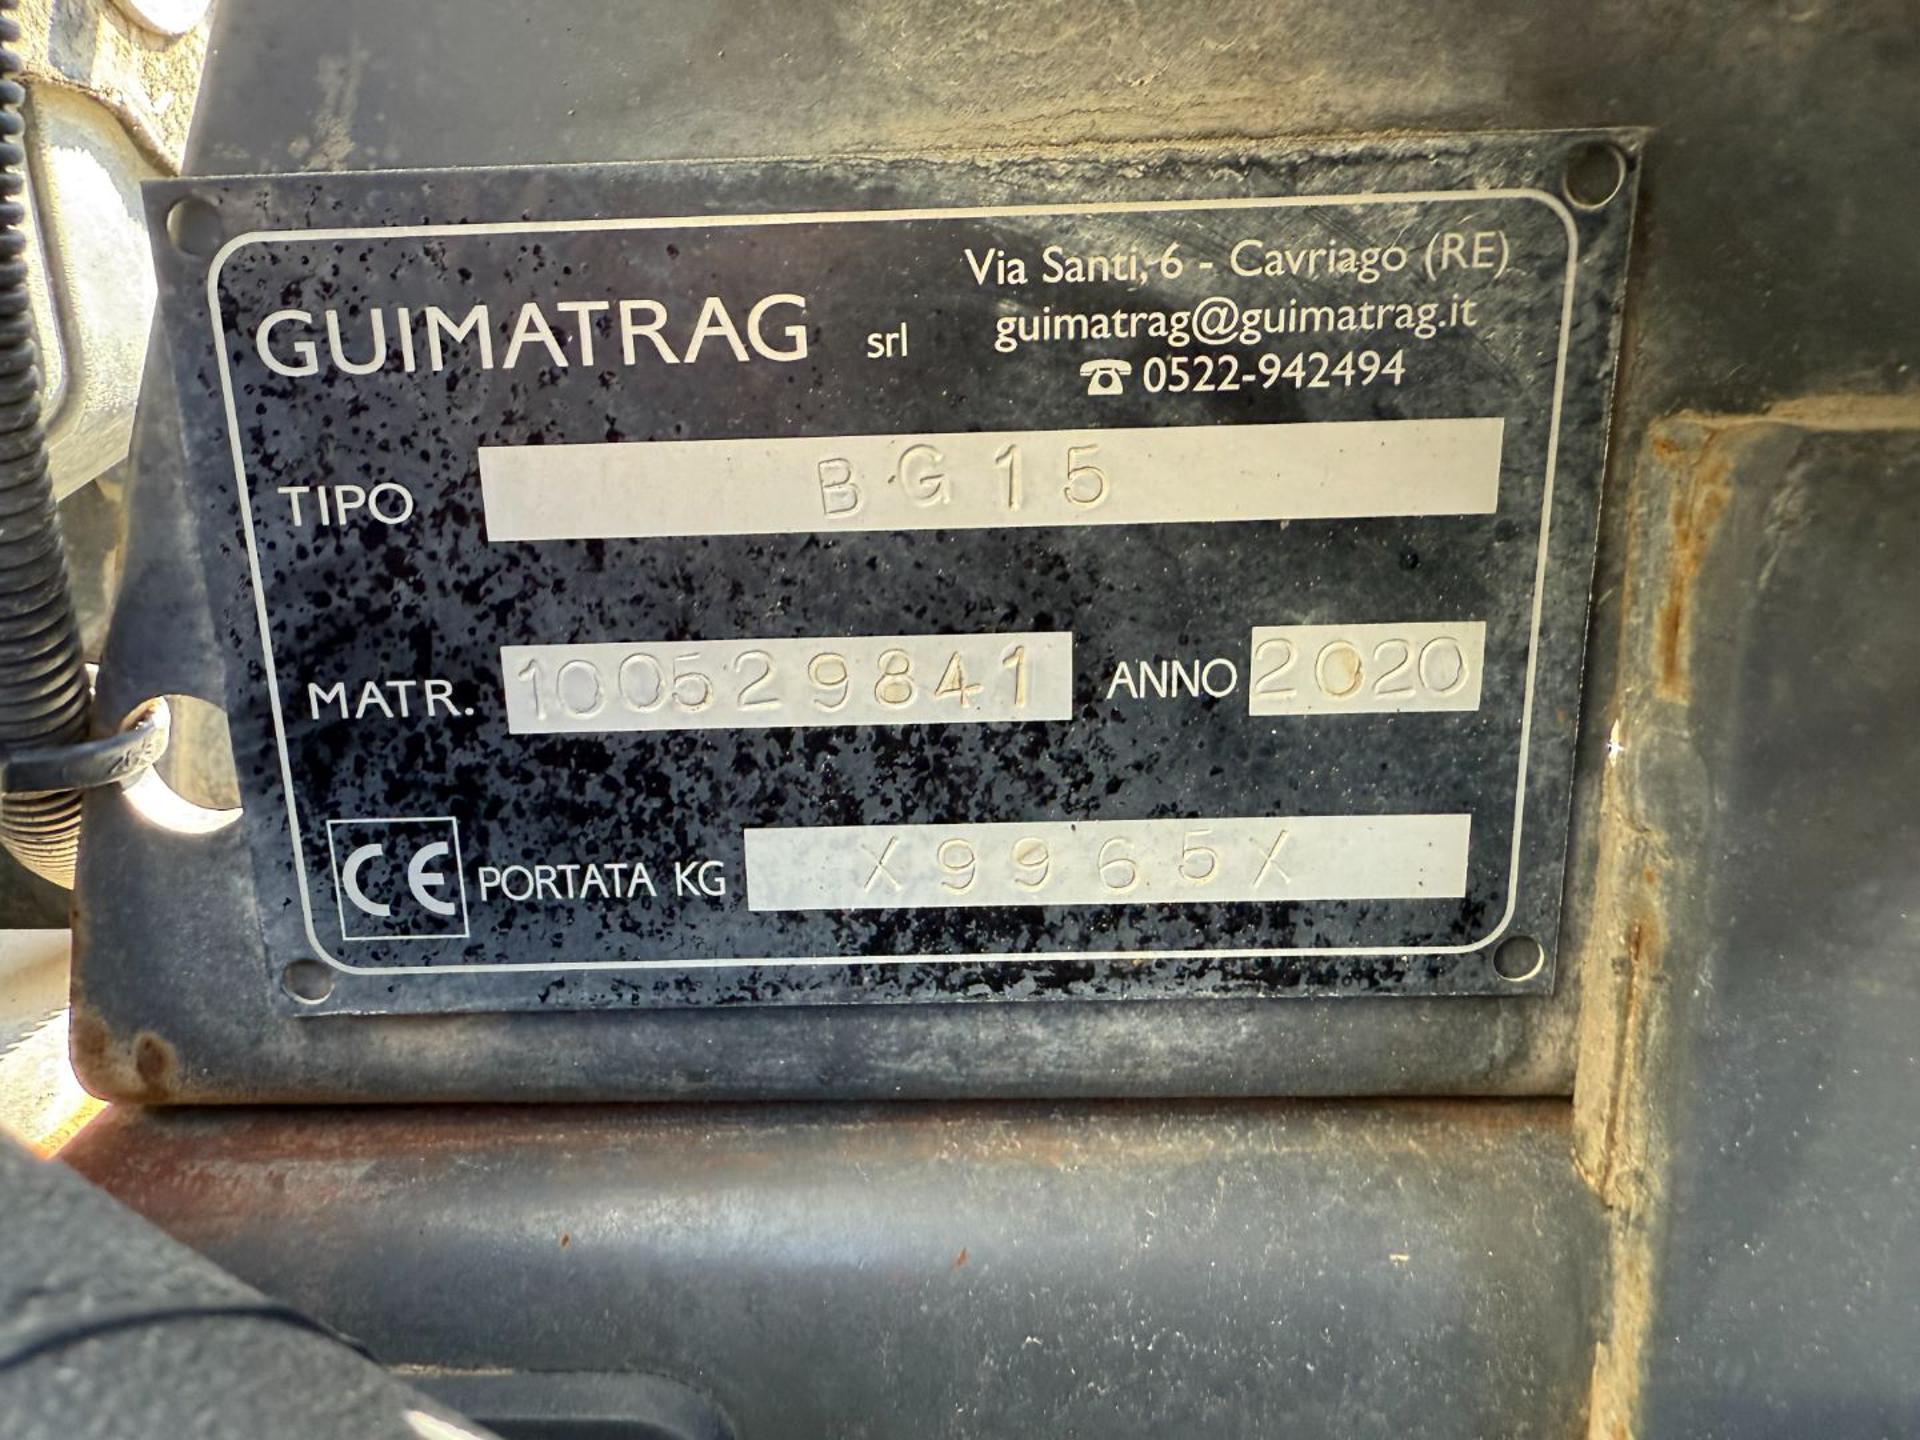 GUIMATRAG srl
Via Santi, 6 - Cavriago (RE)
guimatrag@guimatrag.it
☎ 0522-942494
TIPO BG15
MATR. 100529841 ANNO 2020
CE PORTATA KG X9965X